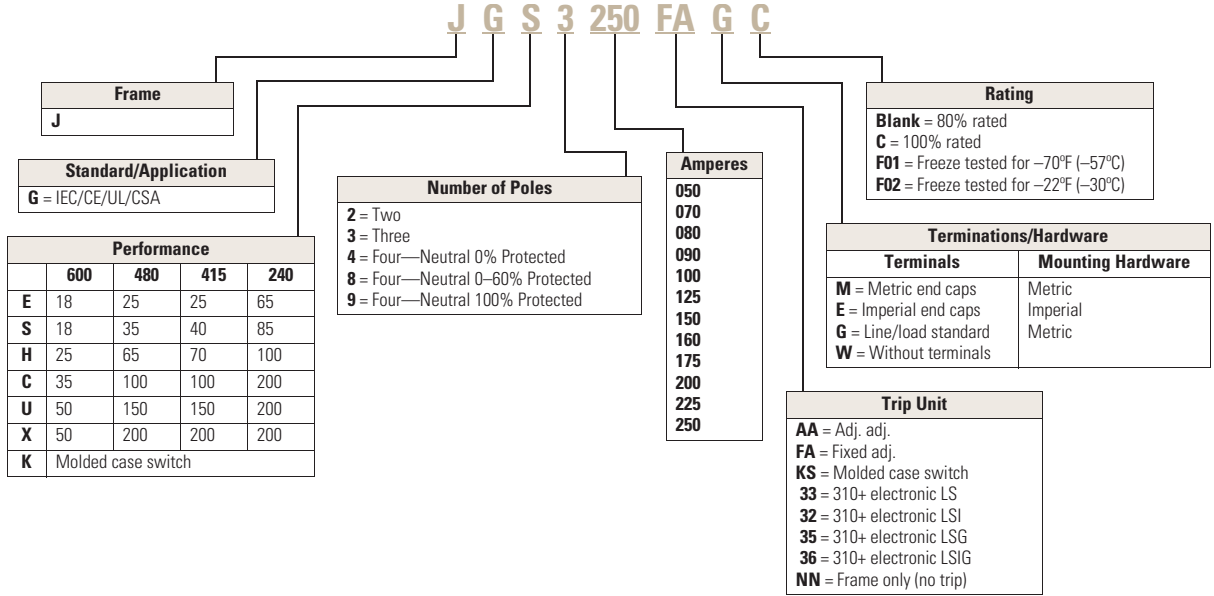 J G S 3 250 FA G C
Frame
J
Standard/Application
G = IEC/CE/UL/CSA
Performance
600 480 415 240
E 18 25 25 65
S 18 35 40 85
H 25 65 70 100
C 35 100 100 200
U 50 150 150 200
X 50 200 200 200
K Molded case switch
Number of Poles
2 = Two
3 = Three
4 = Four—Neutral 0% Protected
8 = Four—Neutral 0–60% Protected
9 = Four—Neutral 100% Protected
Amperes
050
070
080
090
100
125
150
160
175
200
225
250
Rating
Blank = 80% rated
C = 100% rated
F01 = Freeze tested for –70ºF (–57ºC)
F02 = Freeze tested for –22ºF (–30ºC)
Terminations/Hardware
Terminals Mounting Hardware
M = Metric end caps Metric
E = Imperial end caps Imperial
G = Line/load standard Metric
W = Without terminals
Trip Unit
AA = Adj. adj.
FA = Fixed adj.
KS = Molded case switch
33 = 310+ electronic LS
32 = 310+ electronic LSI
35 = 310+ electronic LSG
36 = 310+ electronic LSIG
NN = Frame only (no trip)